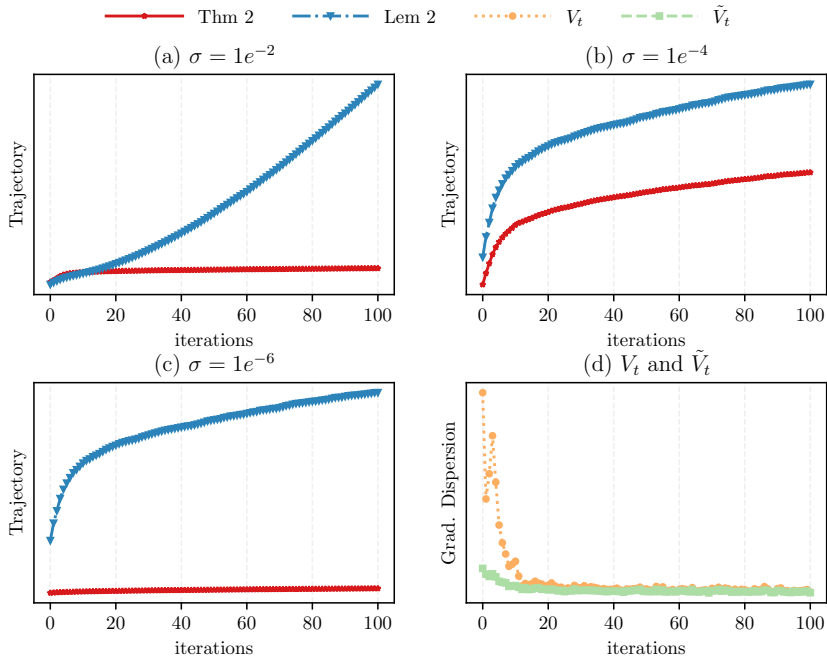 Thm 2 Lem 2 V_t Ṽ_t
(a) σ = 1e⁻²
(b) σ = 1e⁻⁴
Trajectory
0 20 40 60 80 100
iterations
Trajectory
0 20 40 60 80 100
iterations
(c) σ = 1e⁻⁶
(d) V_t and Ṽ_t
Trajectory
0 20 40 60 80 100
iterations
Grad. Dispersion
0 20 40 60 80 100
iterations